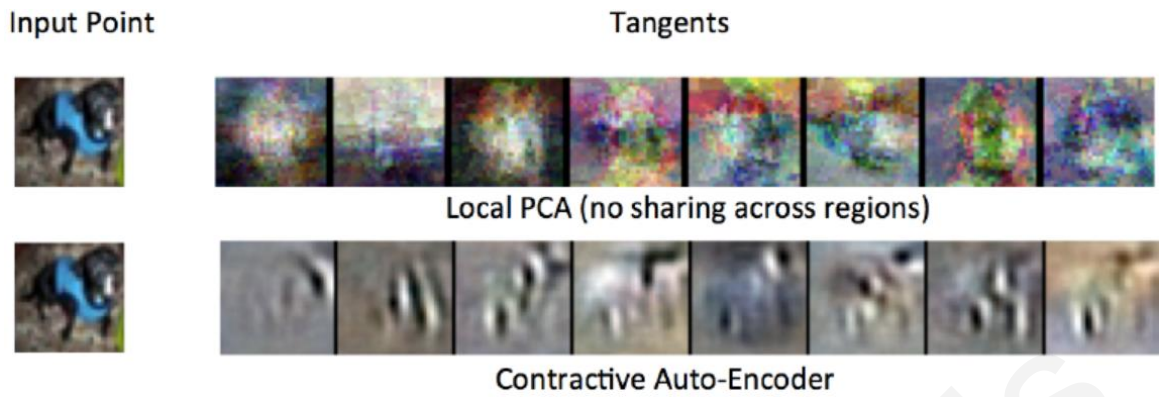 Input Point
Tangents
Local PCA (no sharing across regions)
Contractive Auto-Encoder